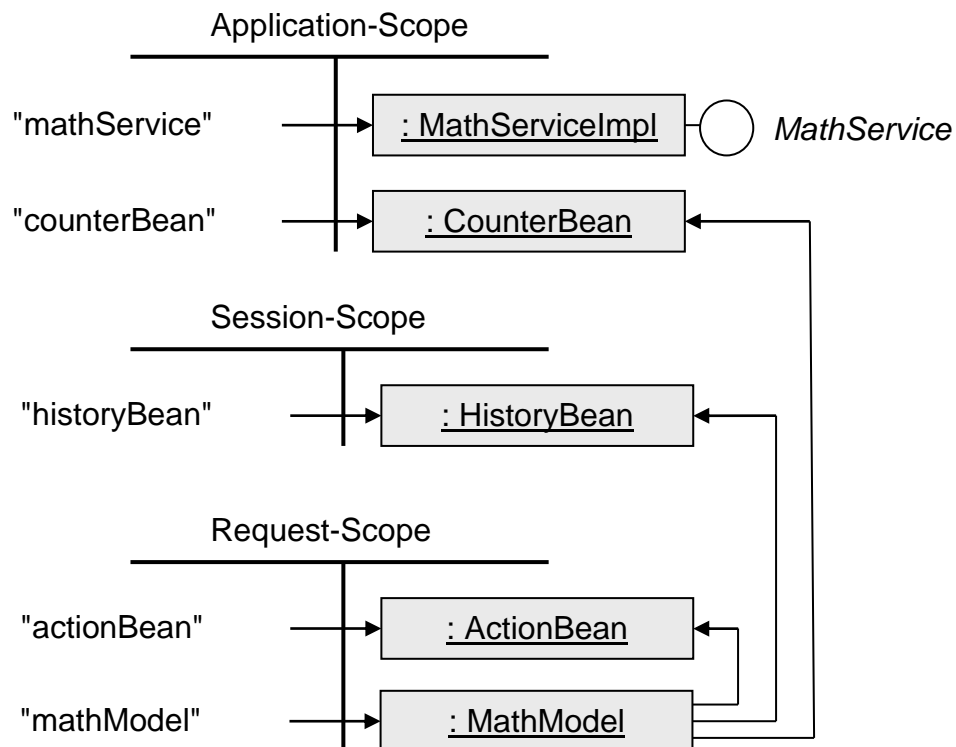 Application-Scope
"mathService"
: MathServiceImpl
MathService
"counterBean"
: CounterBean
Session-Scope
"historyBean"
: HistoryBean
Request-Scope
"actionBean"
: ActionBean
"mathModel"
: MathModel